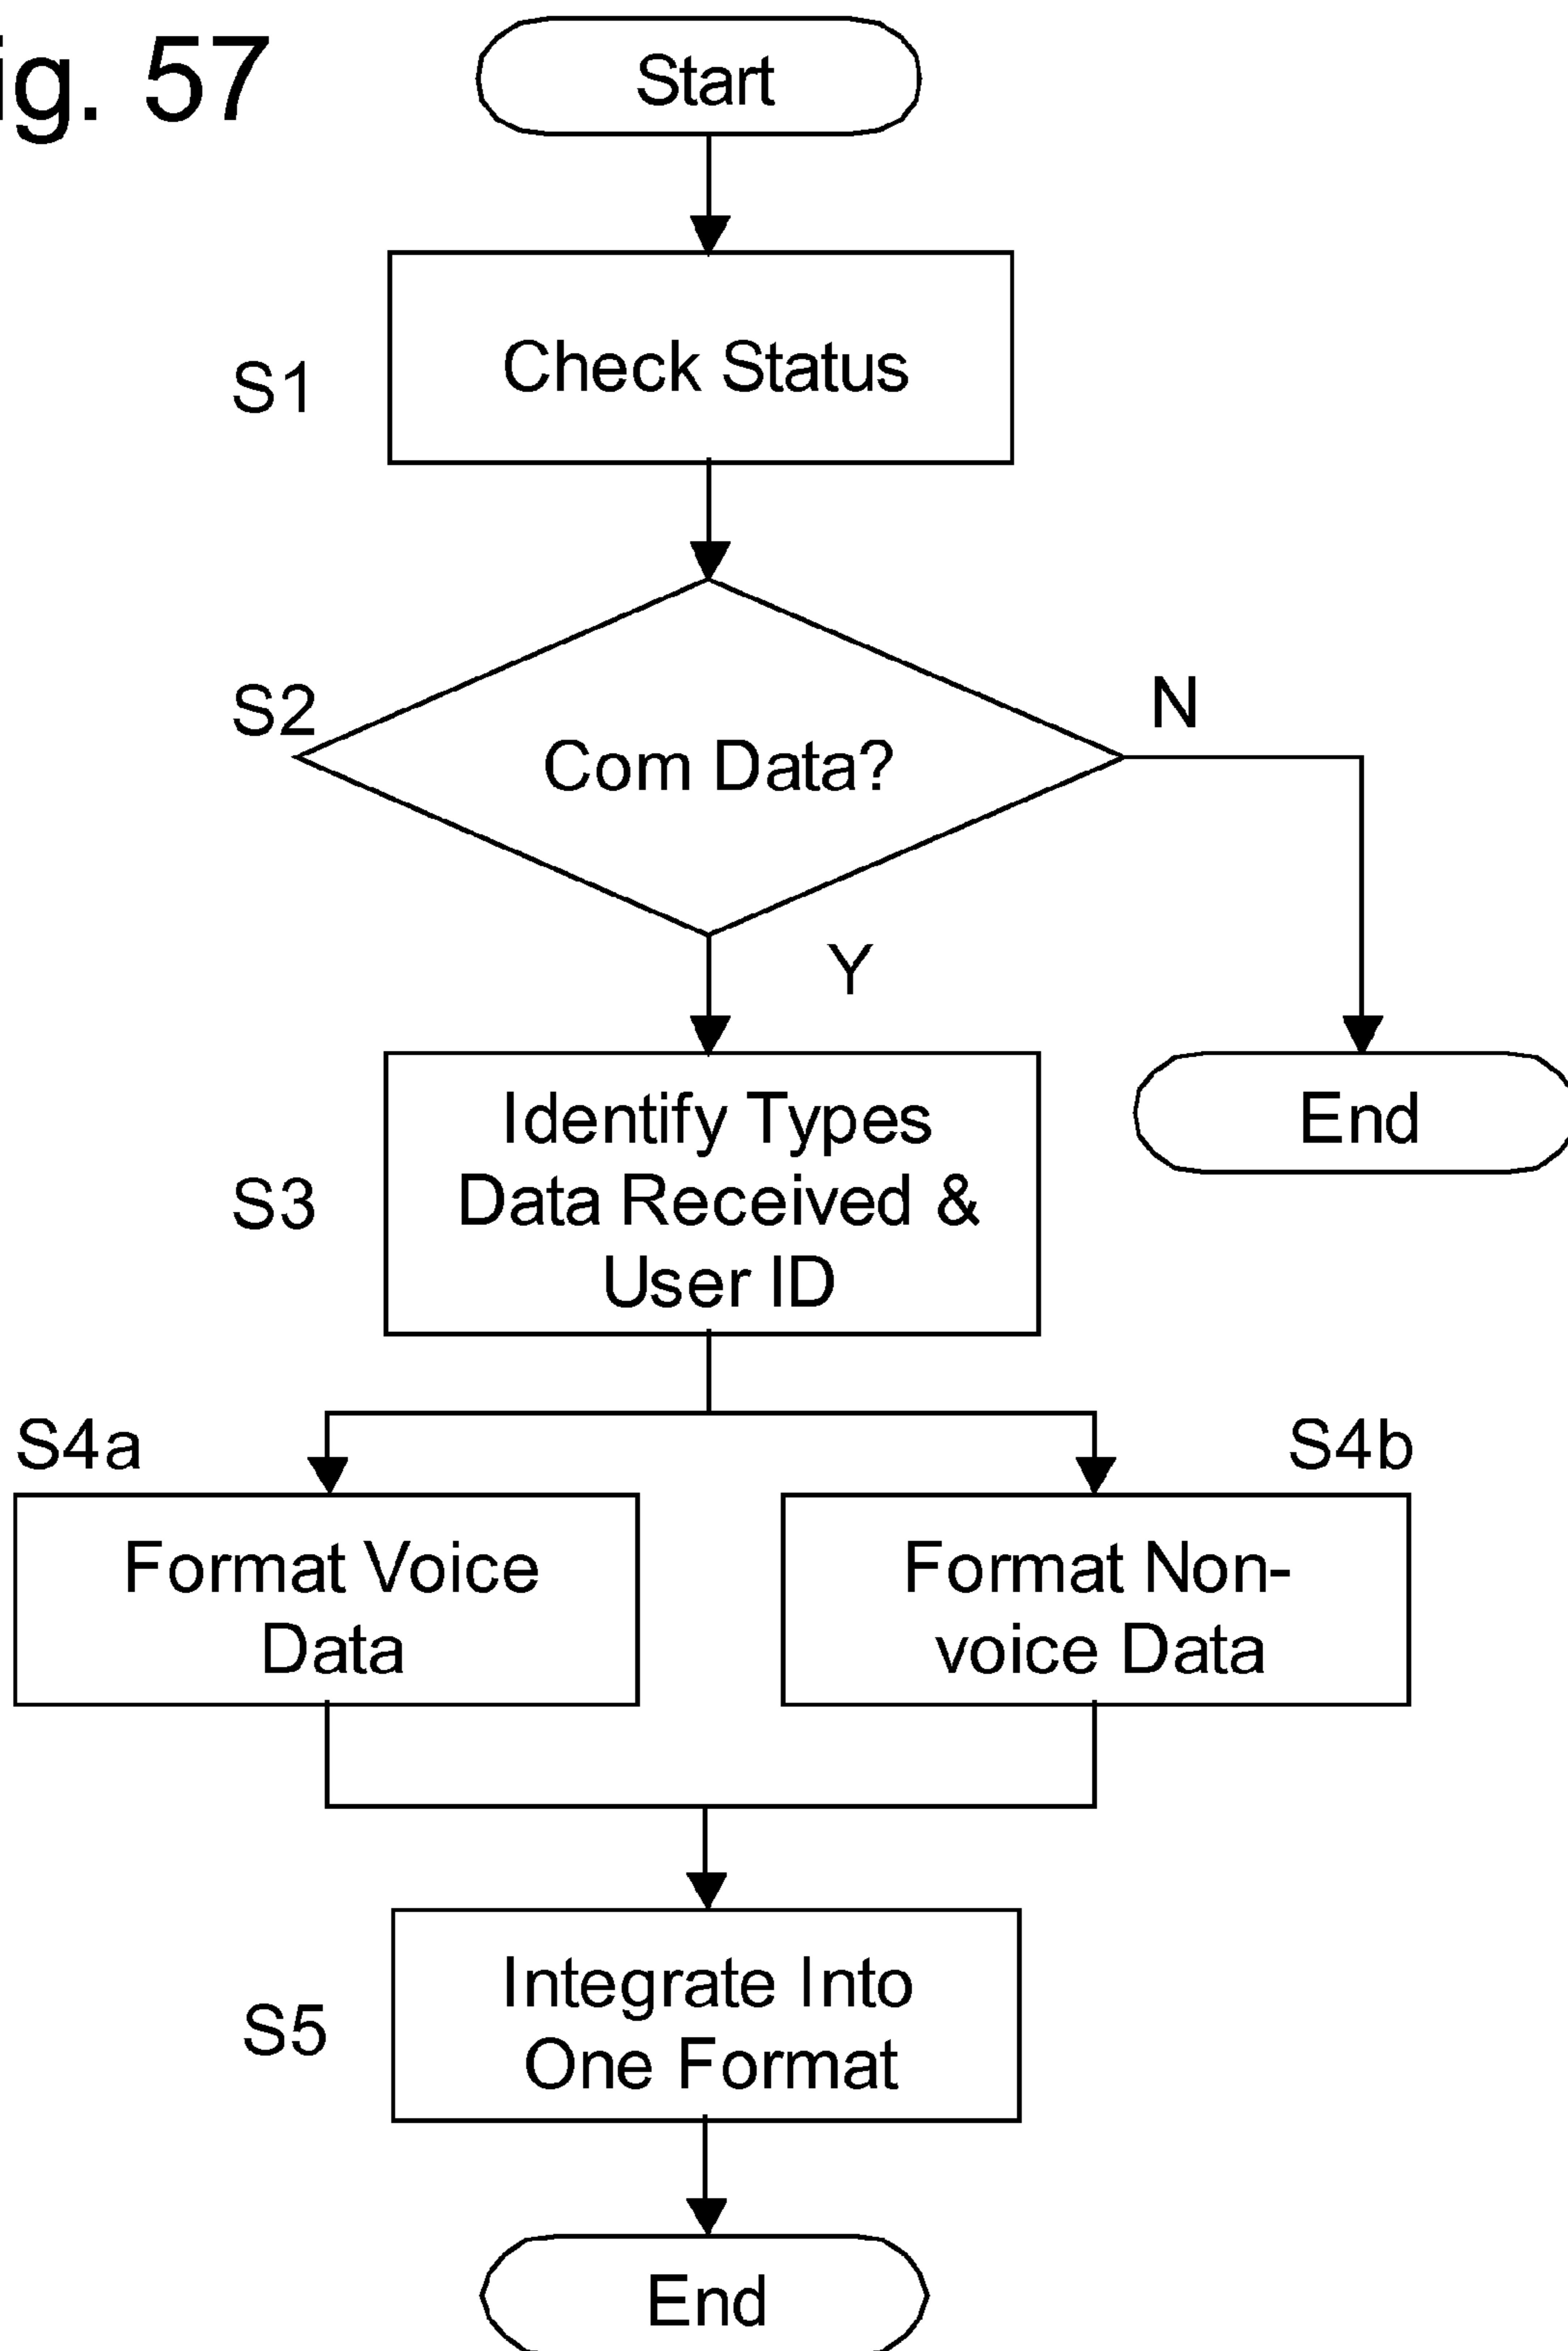 ig. 57
Start
S1
Check Status
S2
Com Data?
N
Y
Identify Types
Data Received &
User ID
S3
End
S4a
S4b
Format Voice
Data
Format Non-
voice Data
Integrate Into
One Format
S5
End